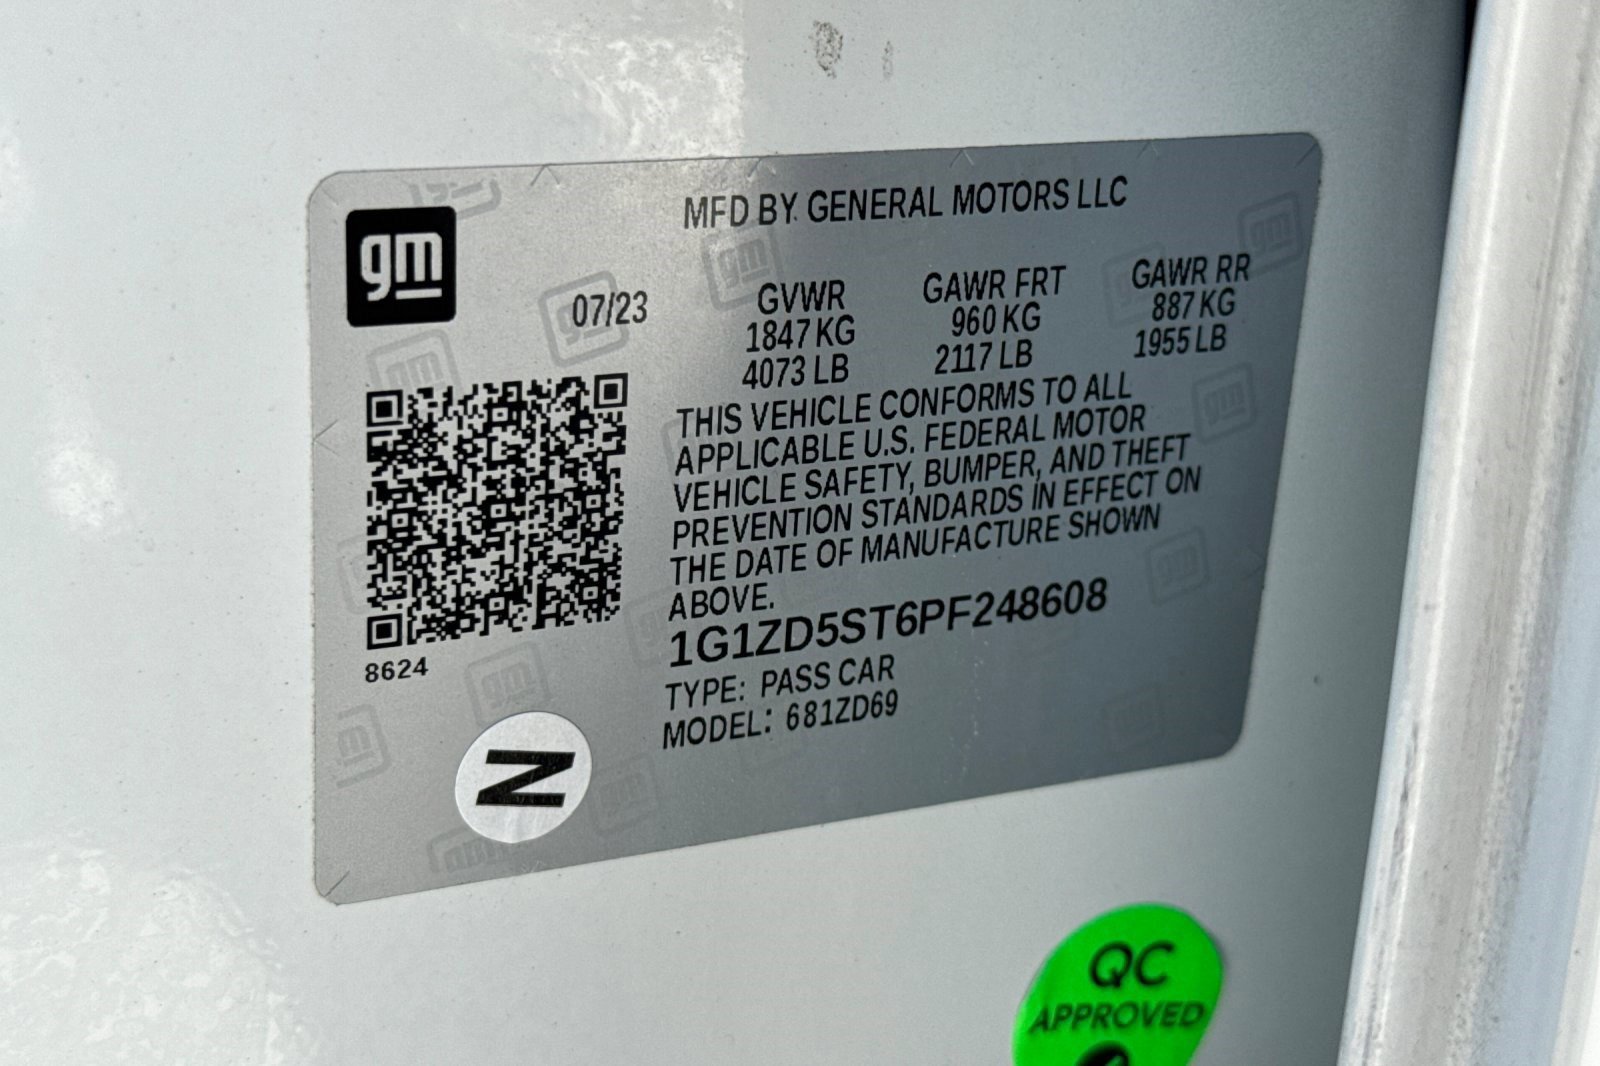 MFD BY GENERAL MOTORS LLC
gm
07/23
GVWR GAWR FRT GAWR RR
1847 KG 960 KG 887 KG
4073 LB 2117 LB 1955 LB
THIS VEHICLE CONFORMS TO ALL
APPLICABLE U.S. FEDERAL MOTOR
VEHICLE SAFETY, BUMPER, AND THEFT
PREVENTION STANDARDS IN EFFECT ON
THE DATE OF MANUFACTURE SHOWN
ABOVE.
1G1ZD5ST6PF248608
8624
TYPE: PASS CAR
MODEL: 681ZD69
N
QC
APPROVED